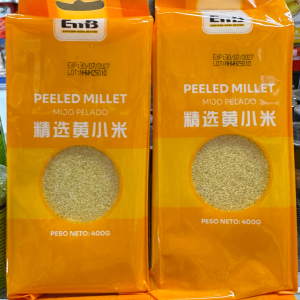 EnB
EXP: 30/07/2027
PEELED MILLET
MIJO PELADO
精选黄小米
PESO NETO: 400G
EnB
EXP: 30/07/2027
PEELED MILLET
MIJO PELADO
精选黄小米
PESO NETO: 400G